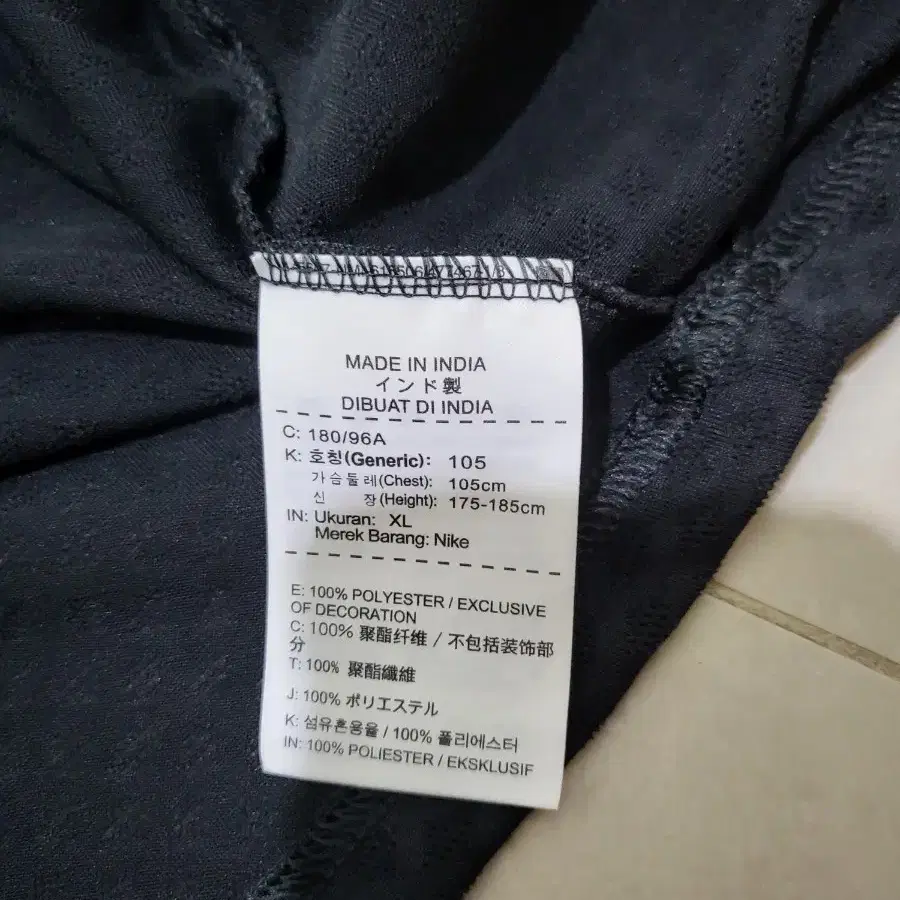 MADE IN INDIA
インド製
DIBUAT DI INDIA
C: 180/96A
K: 호칭(Generic): 105
가슴둘레(Chest): 105cm
신 장(Height): 175-185cm
IN: Ukuran: XL
Merek Barang: Nike
E: 100% POLYESTER / EXCLUSIVE
OF DECORATION
C: 100% 聚酯纤维 / 不包括装饰部
分
T: 100% 聚酯纖維
J: 100% ポリエステル
K: 섬유혼용율 / 100% 폴리에스터
IN: 100% POLIESTER / EKSKLUSIF